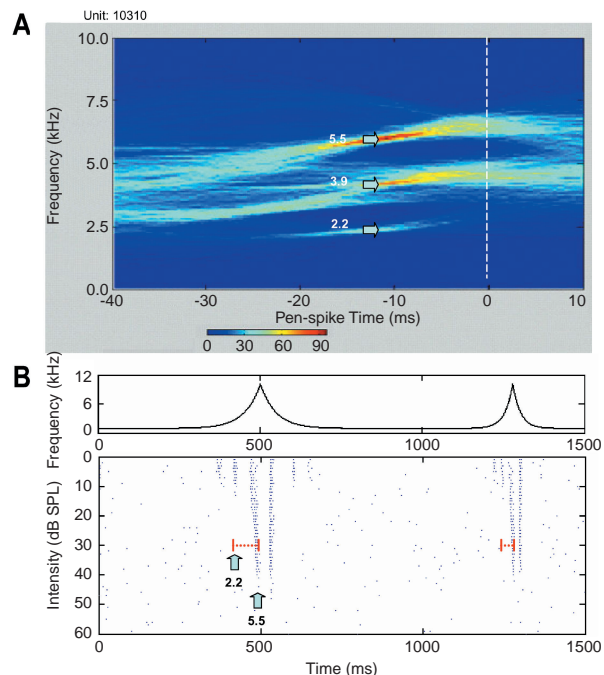 Unit: 10310
A
10.0
7.5
5.0
2.5
0.0
Frequency (kHz)
5.5
3.9
2.2
-40 -30 -20 -10 0 10
Pen-spike Time (ms)
0 30 60 90
B
Frequency (kHz)
12
6
0
0 500 1000 1500
Intensity (dB SPL)
0
10
20
30
40
50
60
2.2
5.5
0 500 1000 1500
Time (ms)